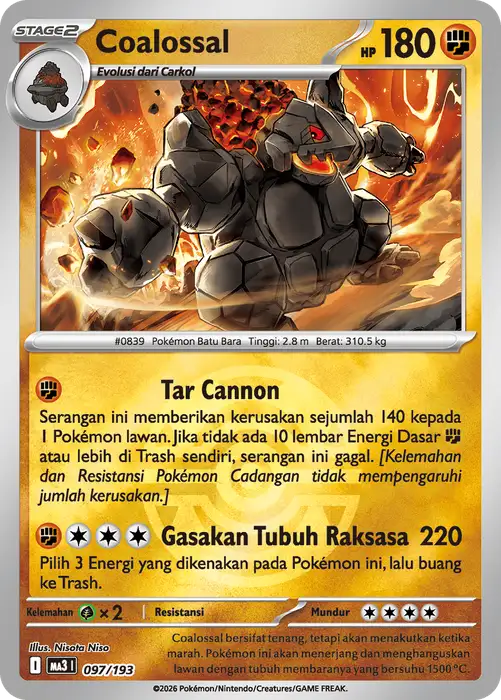 STAGE2
Coalossal
HP 180
Evolusi dari Carkol
#0839 Pokémon Batu Bara Tinggi: 2.8 m Berat: 310.5 kg
Tar Cannon
Serangan ini memberikan kerusakan sejumlah 140 kepada
1 Pokémon lawan. Jika tidak ada 10 lembar Energi Dasar
atau lebih di Trash sendiri, serangan ini gagal. [Kelemahan
dan Resistansi Pokémon Cadangan tidak mempengaruhi
jumlah kerusakan.]
Gasakan Tubuh Raksasa 220
Pilih 3 Energi yang dikenakan pada Pokémon ini, lalu buang
ke Trash.
Kelemahan ×2 Resistansi Mundur
Illus. Nisota Niso
I MA3 I 097/193
Coalossal bersifat tenang, tetapi akan menakutkan ketika
marah. Pokémon ini akan menerjang dan menghanguskan
lawan dengan tubuh membaranya yang bersuhu 1500°C.
©2026 Pokémon/Nintendo/Creatures/GAME FREAK.